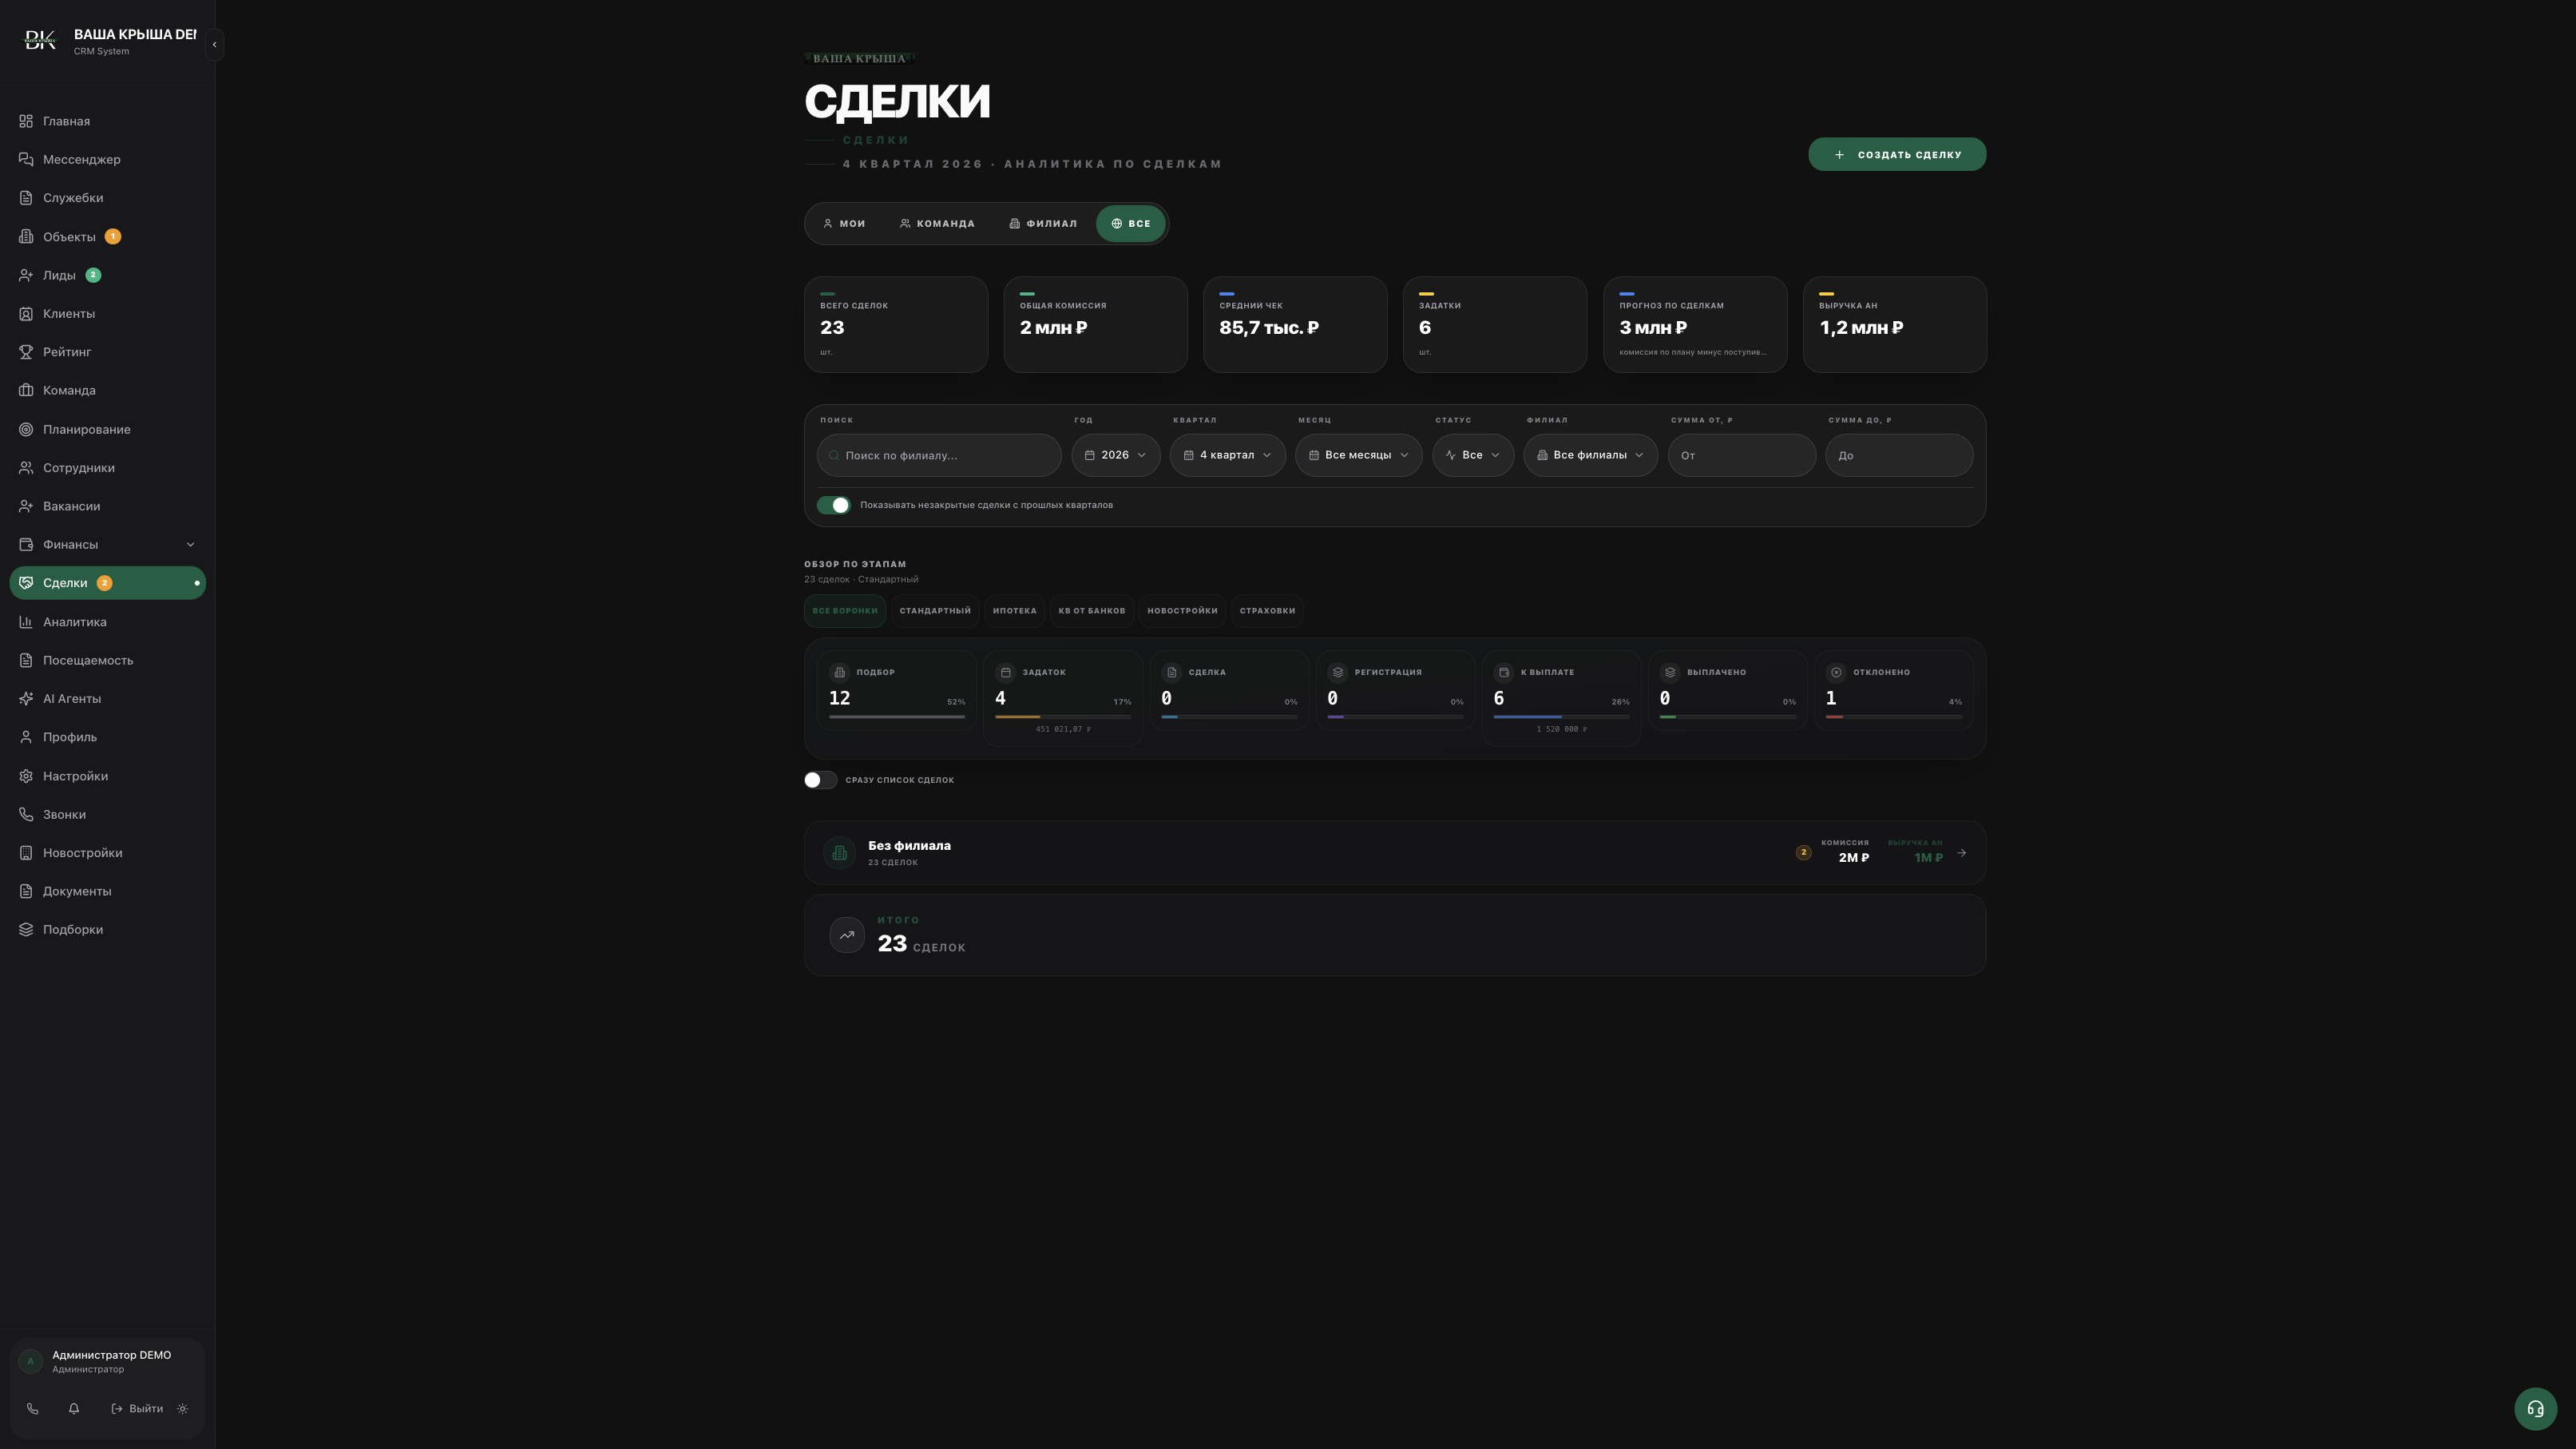 ВК
ВАША КРЫША DEM
CRM System
Главная
Мессенджер
Служебки
Объекты 1
Лиды 2
Клиенты
Рейтинг
Команда
Планирование
Сотрудники
Вакансии
Финансы
Сделки 2
Аналитика
Посещаемость
AI Агенты
Профиль
Настройки
Звонки
Новостройки
Документы
Подборки
А
Администратор DEMO
Администратор
Выйти
ВАША КРЫША
СДЕЛКИ
СДЕЛКИ
4 КВАРТАЛ 2026 · АНАЛИТИКА ПО СДЕЛКАМ
СОЗДАТЬ СДЕЛКУ
МОИ КОМАНДА ФИЛИАЛ ВСЕ
ВСЕГО СДЕЛОК
23
шт.
ОБЩАЯ КОМИССИЯ
2 млн ₽
СРЕДНИЙ ЧЕК
85,7 тыс. ₽
ЗАДАТКИ
6
шт.
ПРОГНОЗ ПО СДЕЛКАМ
3 млн ₽
комиссия по плану минус поступив...
ВЫРУЧКА АН
1,2 млн ₽
ПОИСК ГОД КВАРТАЛ МЕСЯЦ СТАТУС ФИЛИАЛ СУММА ОТ, ₽ СУММА ДО, ₽
Поиск по филиалу... 2026 4 квартал Все месяцы Все Все филиалы От До
Показывать незакрытые сделки с прошлых кварталов
ОБЗОР ПО ЭТАПАМ
23 сделок · Стандартный
ВСЕ ВОРОНКИ СТАНДАРТНЫЙ ИПОТЕКА КВ ОТ БАНКОВ НОВОСТРОЙКИ СТРАХОВКИ
ПОДБОР
12 52%
ЗАДАТОК
4 17%
451 021,07 ₽
СДЕЛКА
0 0%
РЕГИСТРАЦИЯ
0 0%
К ВЫПЛАТЕ
6 26%
1 520 000 ₽
ВЫПЛАЧЕНО
0 0%
ОТКЛОНЕНО
1 4%
СРАЗУ СПИСОК СДЕЛОК
Без филиала
23 СДЕЛОК
2
КОМИССИЯ
2М ₽
ВЫРУЧКА АН
1М ₽
ИТОГО
23 СДЕЛОК